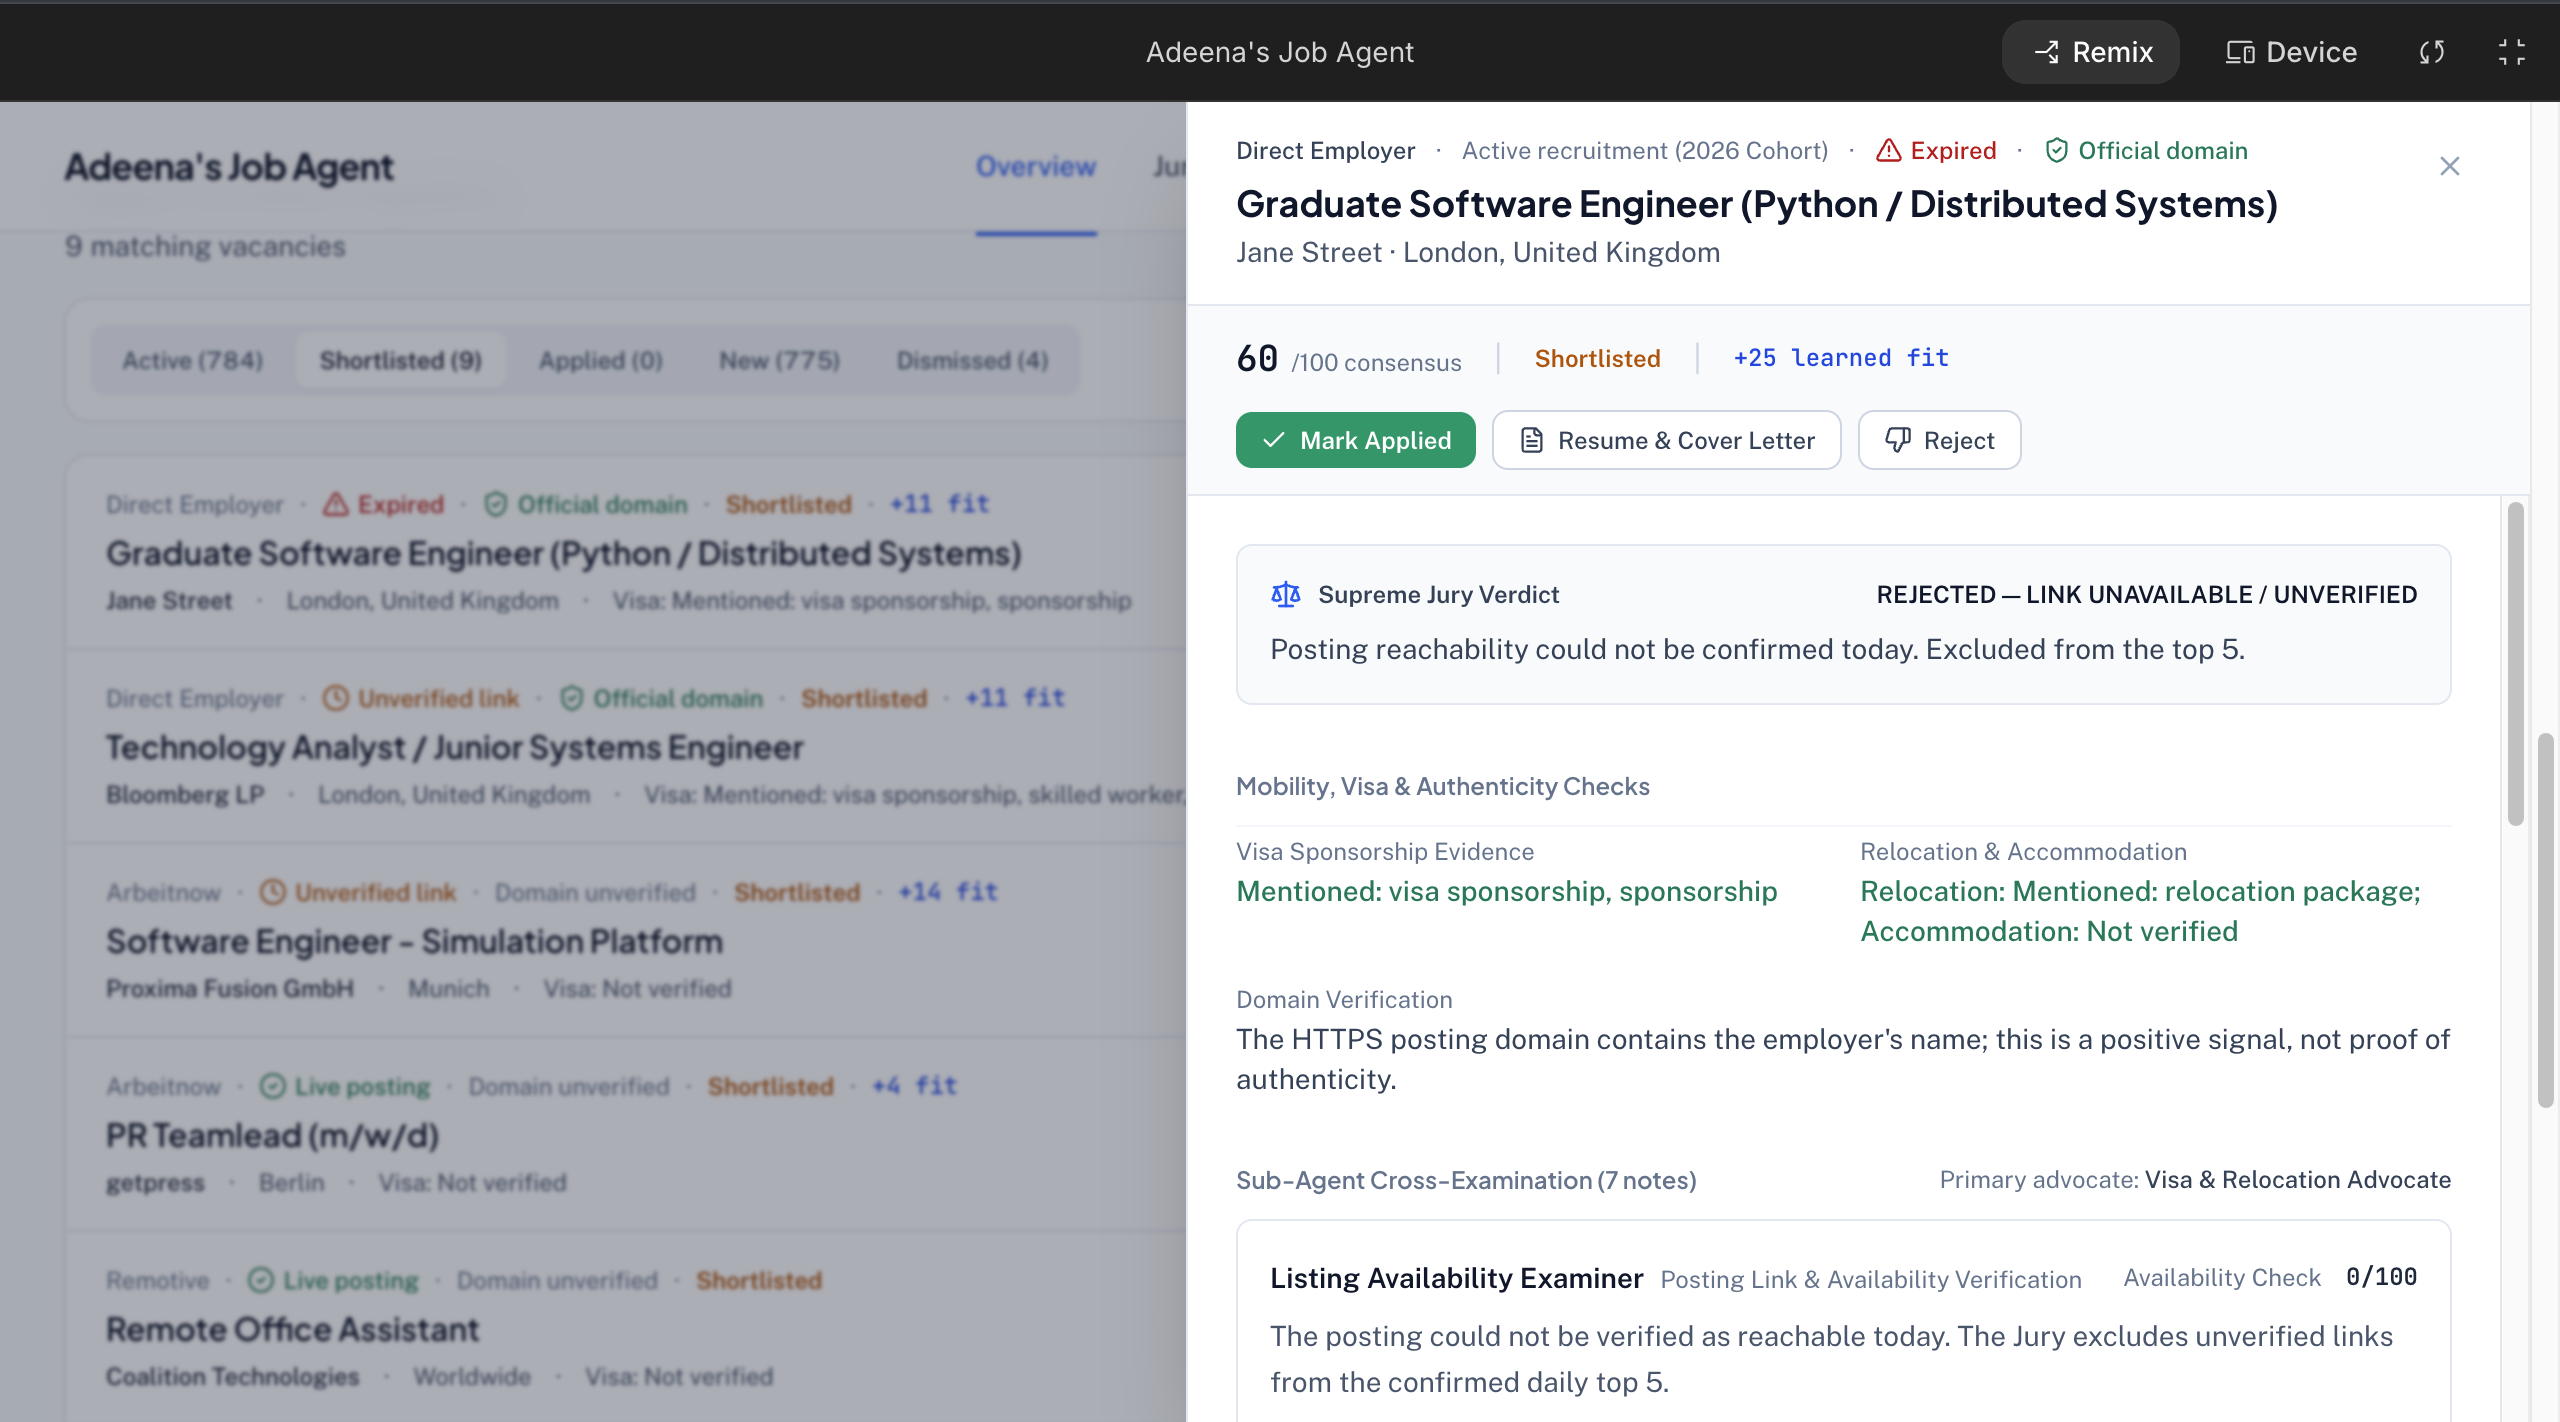 Adeena's Job Agent
Remix
Device
Adeena's Job Agent
Overview
Jur
9 matching vacancies
Active (784)
Shortlisted (9)
Applied (0)
New (775)
Dismissed (4)
Direct Employer · Expired · Official domain · Shortlisted · +11 fit
Graduate Software Engineer (Python / Distributed Systems)
Jane Street · London, United Kingdom · Visa: Mentioned: visa sponsorship, sponsorship
Direct Employer · Unverified link · Official domain · Shortlisted · +11 fit
Technology Analyst / Junior Systems Engineer
Bloomberg LP · London, United Kingdom · Visa: Mentioned: visa sponsorship, skilled worker,
Arbeitnow · Unverified link · Domain unverified · Shortlisted · +14 fit
Software Engineer – Simulation Platform
Proxima Fusion GmbH · Munich · Visa: Not verified
Arbeitnow · Live posting · Domain unverified · Shortlisted · +4 fit
PR Teamlead (m/w/d)
getpress · Berlin · Visa: Not verified
Remotive · Live posting · Domain unverified · Shortlisted
Remote Office Assistant
Coalition Technologies · Worldwide · Visa: Not verified
Direct Employer · Active recruitment (2026 Cohort) · Expired · Official domain
Graduate Software Engineer (Python / Distributed Systems)
Jane Street · London, United Kingdom
60 /100 consensus
Shortlisted
+25 learned fit
Mark Applied
Resume & Cover Letter
Reject
Supreme Jury Verdict
REJECTED — LINK UNAVAILABLE / UNVERIFIED
Posting reachability could not be confirmed today. Excluded from the top 5.
Mobility, Visa & Authenticity Checks
Visa Sponsorship Evidence
Mentioned: visa sponsorship, sponsorship
Relocation & Accommodation
Relocation: Mentioned: relocation package;
Accommodation: Not verified
Domain Verification
The HTTPS posting domain contains the employer's name; this is a positive signal, not proof of
authenticity.
Sub-Agent Cross-Examination (7 notes)
Primary advocate: Visa & Relocation Advocate
Listing Availability Examiner Posting Link & Availability Verification
Availability Check 0/100
The posting could not be verified as reachable today. The Jury excludes unverified links
from the confirmed daily top 5.